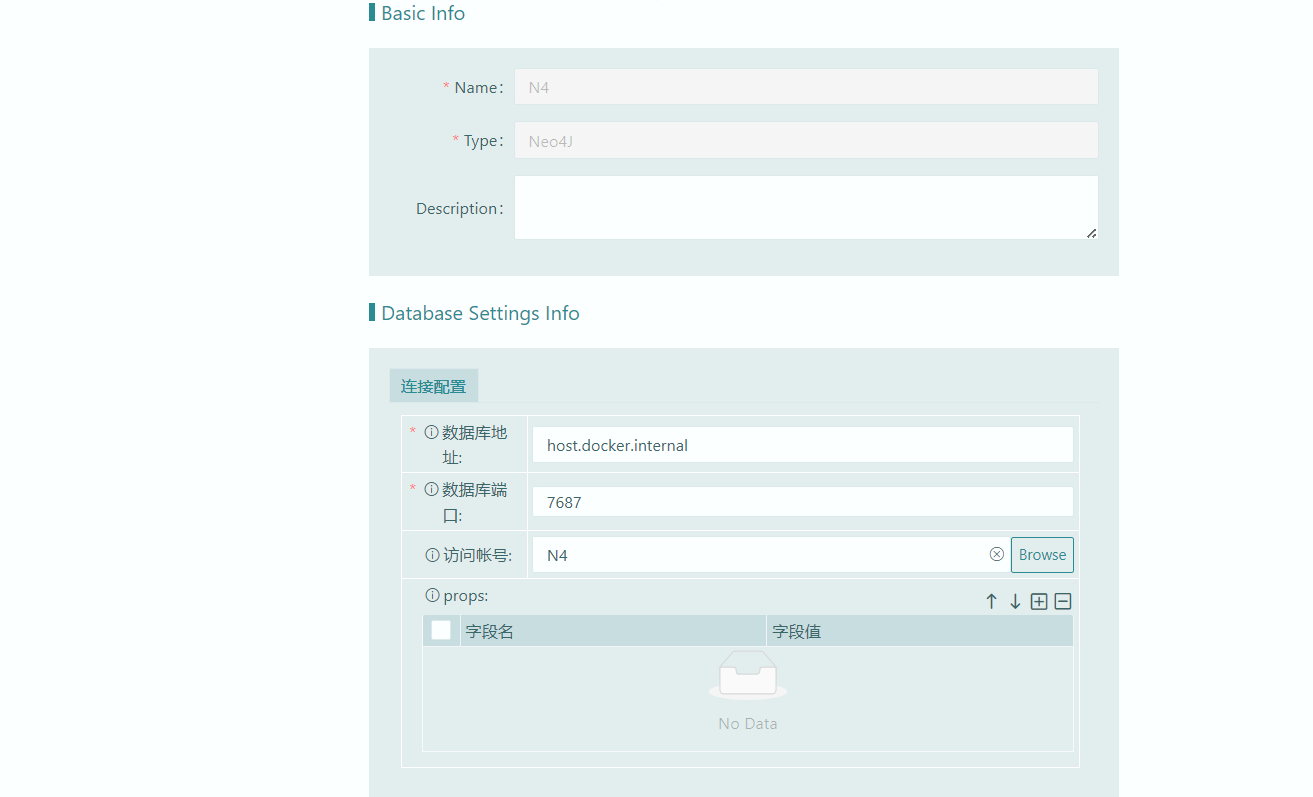 Basic Info
* Name:
N4
* Type:
Neo4J
Description:
Database Settings Info
连接配置
* 数据库地
址:
host.docker.internal
* 数据库端
口:
7687
访问帐号:
N4
Browse
props:
字段名
字段值
No Data